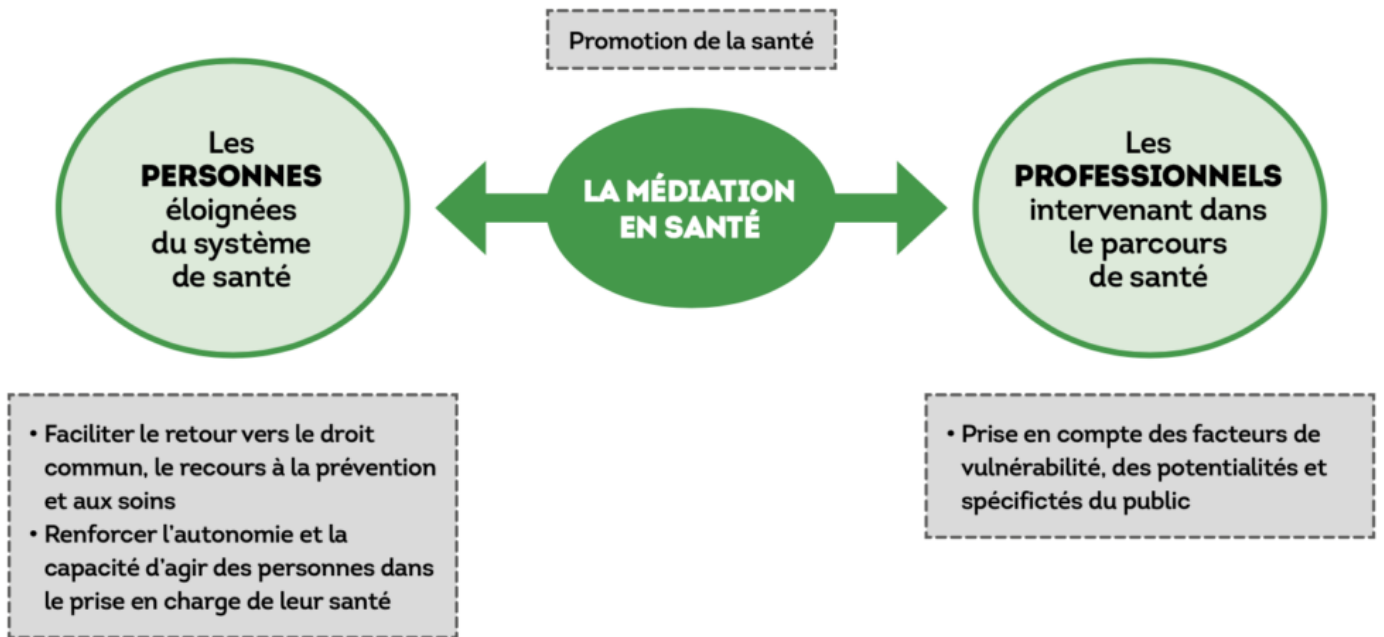 Promotion de la santé
Les
PERSONNES
éloignées
du système
de santé
LA MÉDIATION
EN SANTÉ
Les
PROFESSIONNELS
intervenant dans
le parcours
de santé
• Faciliter le retour vers le droit
commun, le recours à la prévention
et aux soins
• Renforcer l'autonomie et la
capacité d'agir des personnes dans
le prise en charge de leur santé
• Prise en compte des facteurs de
vulnérabilité, des potentialités et
spécifictés du public